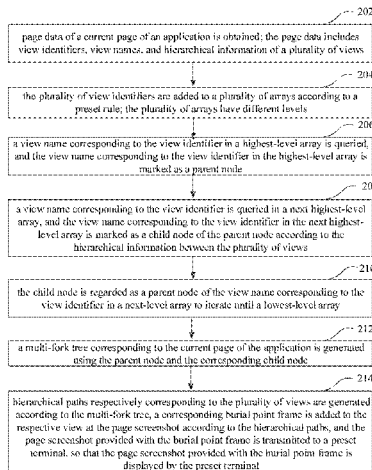 202
page data of a current page of an application is obtained; the page data includes
view identifiers, view names, and hierarchical information of a plurality of views
204
the plurality of view identifiers are added to a plurality of arrays according to a
preset rule; the plurality of arrays have different levels
206
a view name corresponding to the view identifier in a highest-level array is queried,
and the view name corresponding to the view identifier in the highest-level array is
marked as a parent node
20
a view name corresponding to the view identifier is queried in a next highest-level
array, and the view name corresponding to the view identifier in the next highest-
level array is marked as a child node of the parent node according to the
hierarchical information between the plurality of views
210
the child node is regarded as a parent node of the view name corresponding to the
view identifier in a next-level array to iterate until a lowest-level array
212
a multi-fork tree corresponding to the current page of the application is generated
using the parent node and the corresponding child node
214
hierarchical paths respectively corresponding to the plurality of views are generated
according to the multi-fork tree, a corresponding burial point frame is added to the
respective view at the page screenshot according to the hierarchical paths, and the
page screenshot provided with the burial point frame is transmitted to a preset
terminal, so that the page screenshot provided with the burial point frame is
displayed by the preset terminal